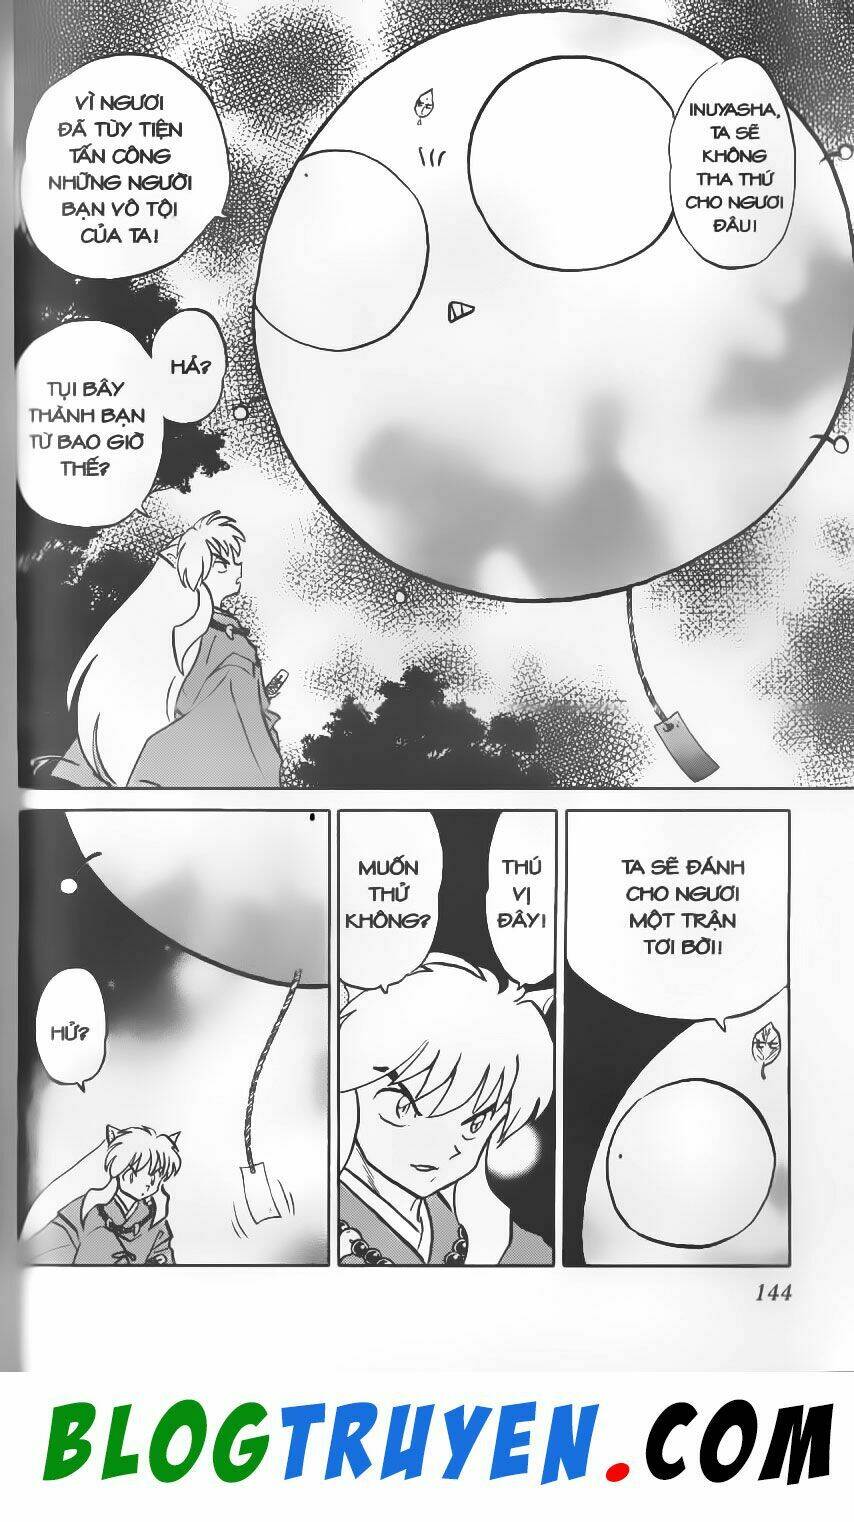 INUYASHA,
TA SẼ
KHÔNG
THA THỨ
CHO NGƯƠI
ĐÂU!
VÌ NGƯƠI
ĐÃ TÙY TIỆN
TẤN CÔNG
NHỮNG NGƯỜI
BẠN VÔ TỘI
CỦA TA!
HẢ?
TỤI BÂY
THÀNH BẠN
TỪ BAO GIỜ
THẾ?
TA SẼ ĐÁNH
CHO NGƯƠI
MỘT TRẬN
TƠI BỜI!
THÚ
VỊ
ĐÂY!
MUỐN
THỬ
KHÔNG?
HỬ?
144
BLOGTRUYEN.COM